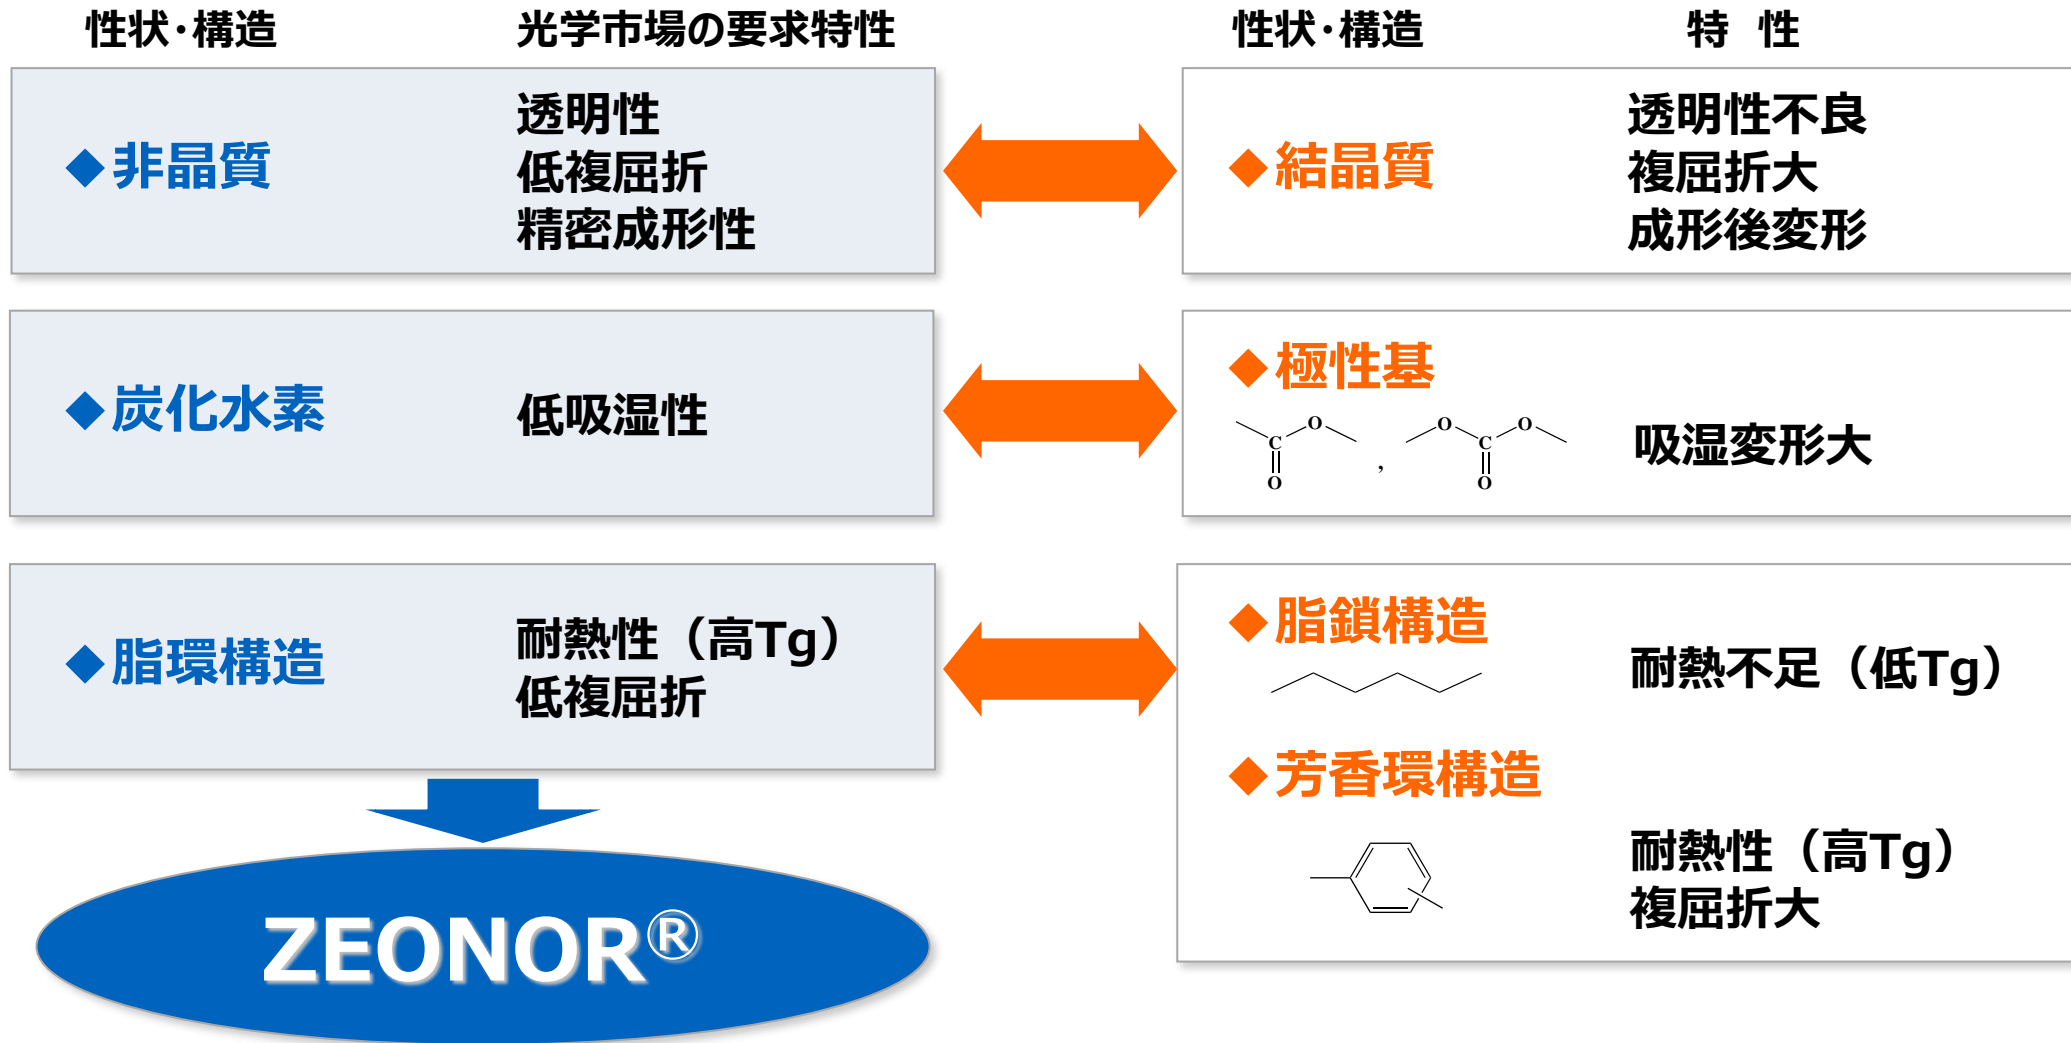 性状・構造 光学市場の要求特性
◆非晶質
透明性
低複屈折
精密成形性
◆炭化水素
低吸湿性
◆脂環構造
耐熱性（高Tg）
低複屈折
ZEONOR®
性状・構造 特 性
◆結晶質
透明性不良
複屈折大
成形後変形
◆極性基
C O O , O C O O
吸湿変形大
◆脂鎖構造
耐熱不足（低Tg）
◆芳香環構造
耐熱性（高Tg）
複屈折大